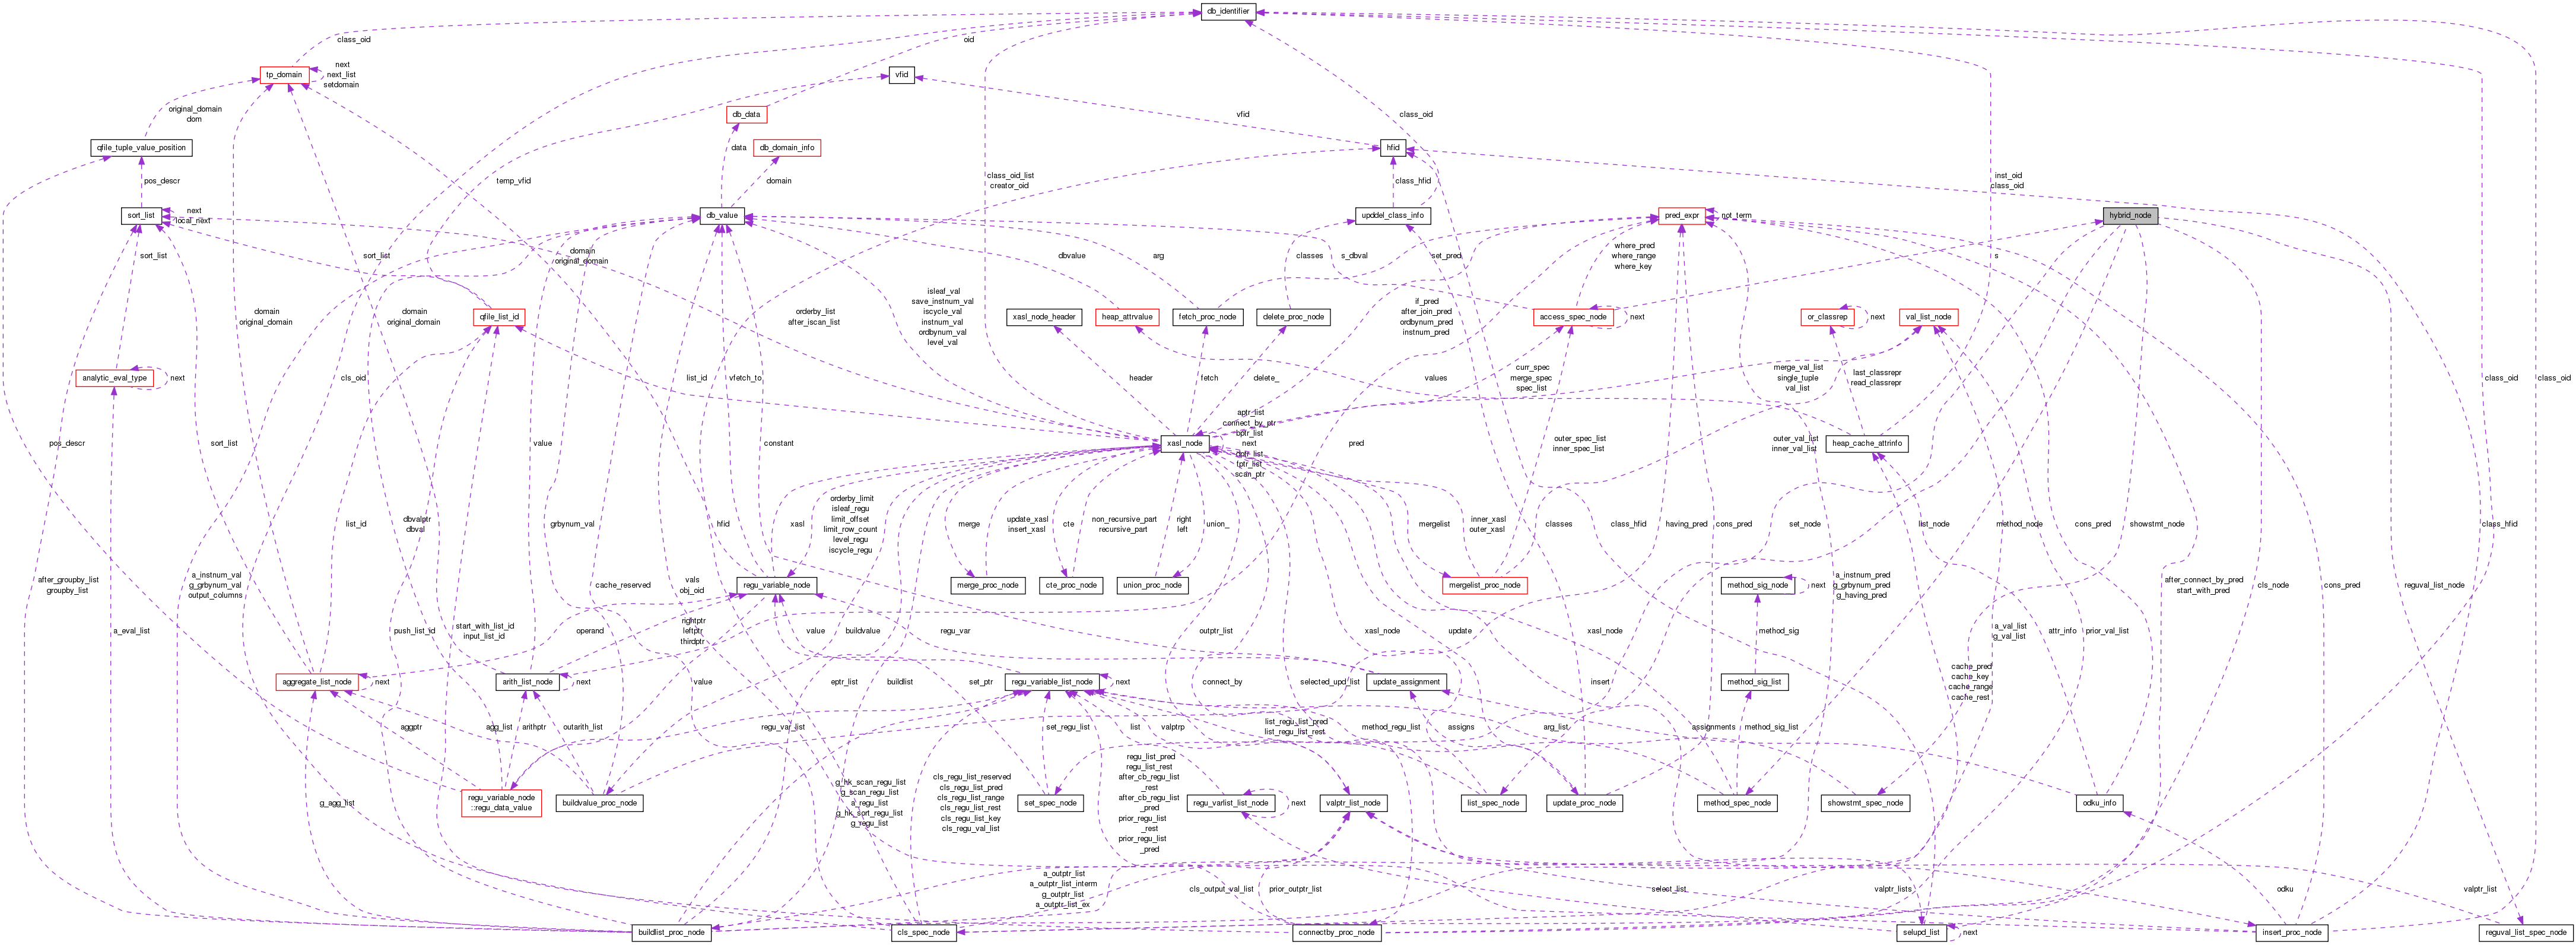 db_identifier
class_oid
oid
tp_domain
next
next_list
setdomain
vfid
original_domain
dom
db_data
vfid
class_oid
qfile_tuple_value_position
data
db_domain_info
hfid
pos_descr
temp_vfid
domain
class_oid_list
creator_oid
class_hfid
inst_oid
class_oid
sort_list
next
local_next
db_value
upddel_class_info
pred_expr
not_term
hybrid_node
sort_list
sort_list
domain
original_domain
dbvalue
arg
classes
s_dbval
set_pred
where_pred
where_range
where_key
s
domain
original_domain
domain
original_domain
qfile_list_id
orderby_list
after_iscan_list
isleaf_val
save_instnum_val
iscycle_val
instnum_val
ordbynum_val
level_val
xasl_node_header
heap_attrvalue
fetch_proc_node
delete_proc_node
if_pred
after_join_pred
ordbynum_pred
instnum_pred
access_spec_node
next
or_classrep
next
val_list_node
analytic_eval_type
next
cls_oid
list_id
vfetch_to
header
fetch
delete_
values
curr_spec
merge_spec
spec_list
merge_val_list
single_tuple
val_list
last_classrepr
read_classrepr
class_oid
class_oid
pos_descr
sort_list
value
constant
xasl_node
aptr_list
connect_by_ptr
bptr_list
next
dptr_list
fptr_list
scan_ptr
pred
outer_spec_list
inner_spec_list
outer_val_list
inner_val_list
heap_cache_attrinfo
list_id
dbvalptr
dbval
grbynum_val
hfid
xasl
orderby_limit
isleaf_regu
limit_offset
limit_row_count
level_regu
iscycle_regu
merge
update_xasl
insert_xasl
cte
non_recursive_part
recursive_part
right
left
union_
mergelist
inner_xasl
outer_xasl
classes
class_hfid
having_pred
cons_pred
set_node
list_node
method_node
cons_pred
showstmt_node
class_hfid
after_groupby_list
groupby_list
a_instnum_val
g_grbynum_val
output_columns
cache_reserved
vals
obj_oid
regu_variable_node
merge_proc_node
cte_proc_node
union_proc_node
mergelist_proc_node
method_sig_node
next
a_instnum_pred
g_grbynum_pred
g_having_pred
after_connect_by_pred
start_with_pred
cls_node
cons_pred
reguval_list_node
a_eval_list
push_list_id
start_with_list_id
input_list_id
operand
rightptr
leftptr
thirdptr
value
buildvalue
regu_var
outptr_list
xasl_node
update
xasl_node
method_sig
a_val_list
g_val_list
attr_info
prior_val_list
aggregate_list_node
next
arith_list_node
next
value
eptr_list
buildlist
set_ptr
regu_variable_list_node
next
connect_by
selected_upd_list
update_assignment
insert
method_sig_list
cache_pred
cache_key
cache_range
cache_rest
aggptr
arithptr
agg_list
outarith_list
regu_var_list
set_regu_list
list
valptrp
list_regu_list_pred
list_regu_list_rest
method_regu_list
assigns
arg_list
assignments
method_sig_list
regu_variable_node
::regu_data_value
buildvalue_proc_node
g_agg_list
g_hk_scan_regu_list
g_scan_regu_list
a_regu_list
g_hk_sort_regu_list
g_regu_list
cls_regu_list_reserved
cls_regu_list_pred
cls_regu_list_range
cls_regu_list_rest
cls_regu_list_key
cls_regu_val_list
set_spec_node
regu_list_pred
regu_list_rest
after_cb_regu_list
_rest
after_cb_regu_list
_pred
prior_regu_list
_rest
prior_regu_list
_pred
regu_varlist_list_node
next
valptr_list_node
list_spec_node
update_proc_node
method_spec_node
showstmt_spec_node
odku_info
a_outptr_list
a_outptr_list_interm
g_outptr_list
a_outptr_list_ex
cls_output_val_list
prior_outptr_list
select_list
valptr_lists
odku
valptr_list
buildlist_proc_node
cls_spec_node
connectby_proc_node
selupd_list
next
insert_proc_node
reguval_list_spec_node